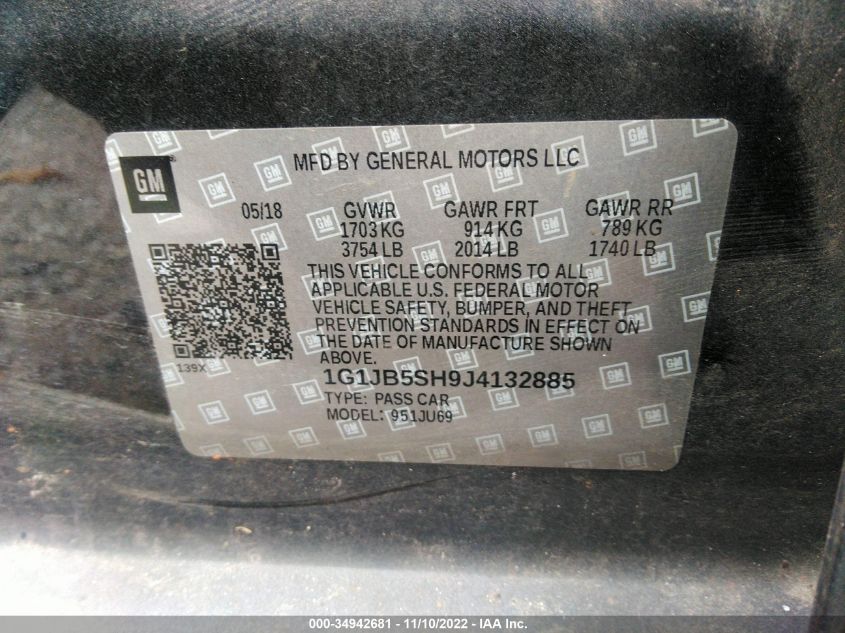 GM
MFD BY GENERAL MOTORS LLC
05/18 GVWR GAWR FRT GAWR RR
1703 KG 914 KG 789 KG
3754 LB 2014 LB 1740 LB
THIS VEHICLE CONFORMS TO ALL
APPLICABLE U.S. FEDERAL MOTOR
VEHICLE SAFETY, BUMPER, AND THEFT
PREVENTION STANDARDS IN EFFECT ON
THE DATE OF MANUFACTURE SHOWN
ABOVE.
139X
1G1JB5SH9J4132885
TYPE: PASS CAR
MODEL: 951JU69
000-34942681 - 11/10/2022 - IAA Inc.